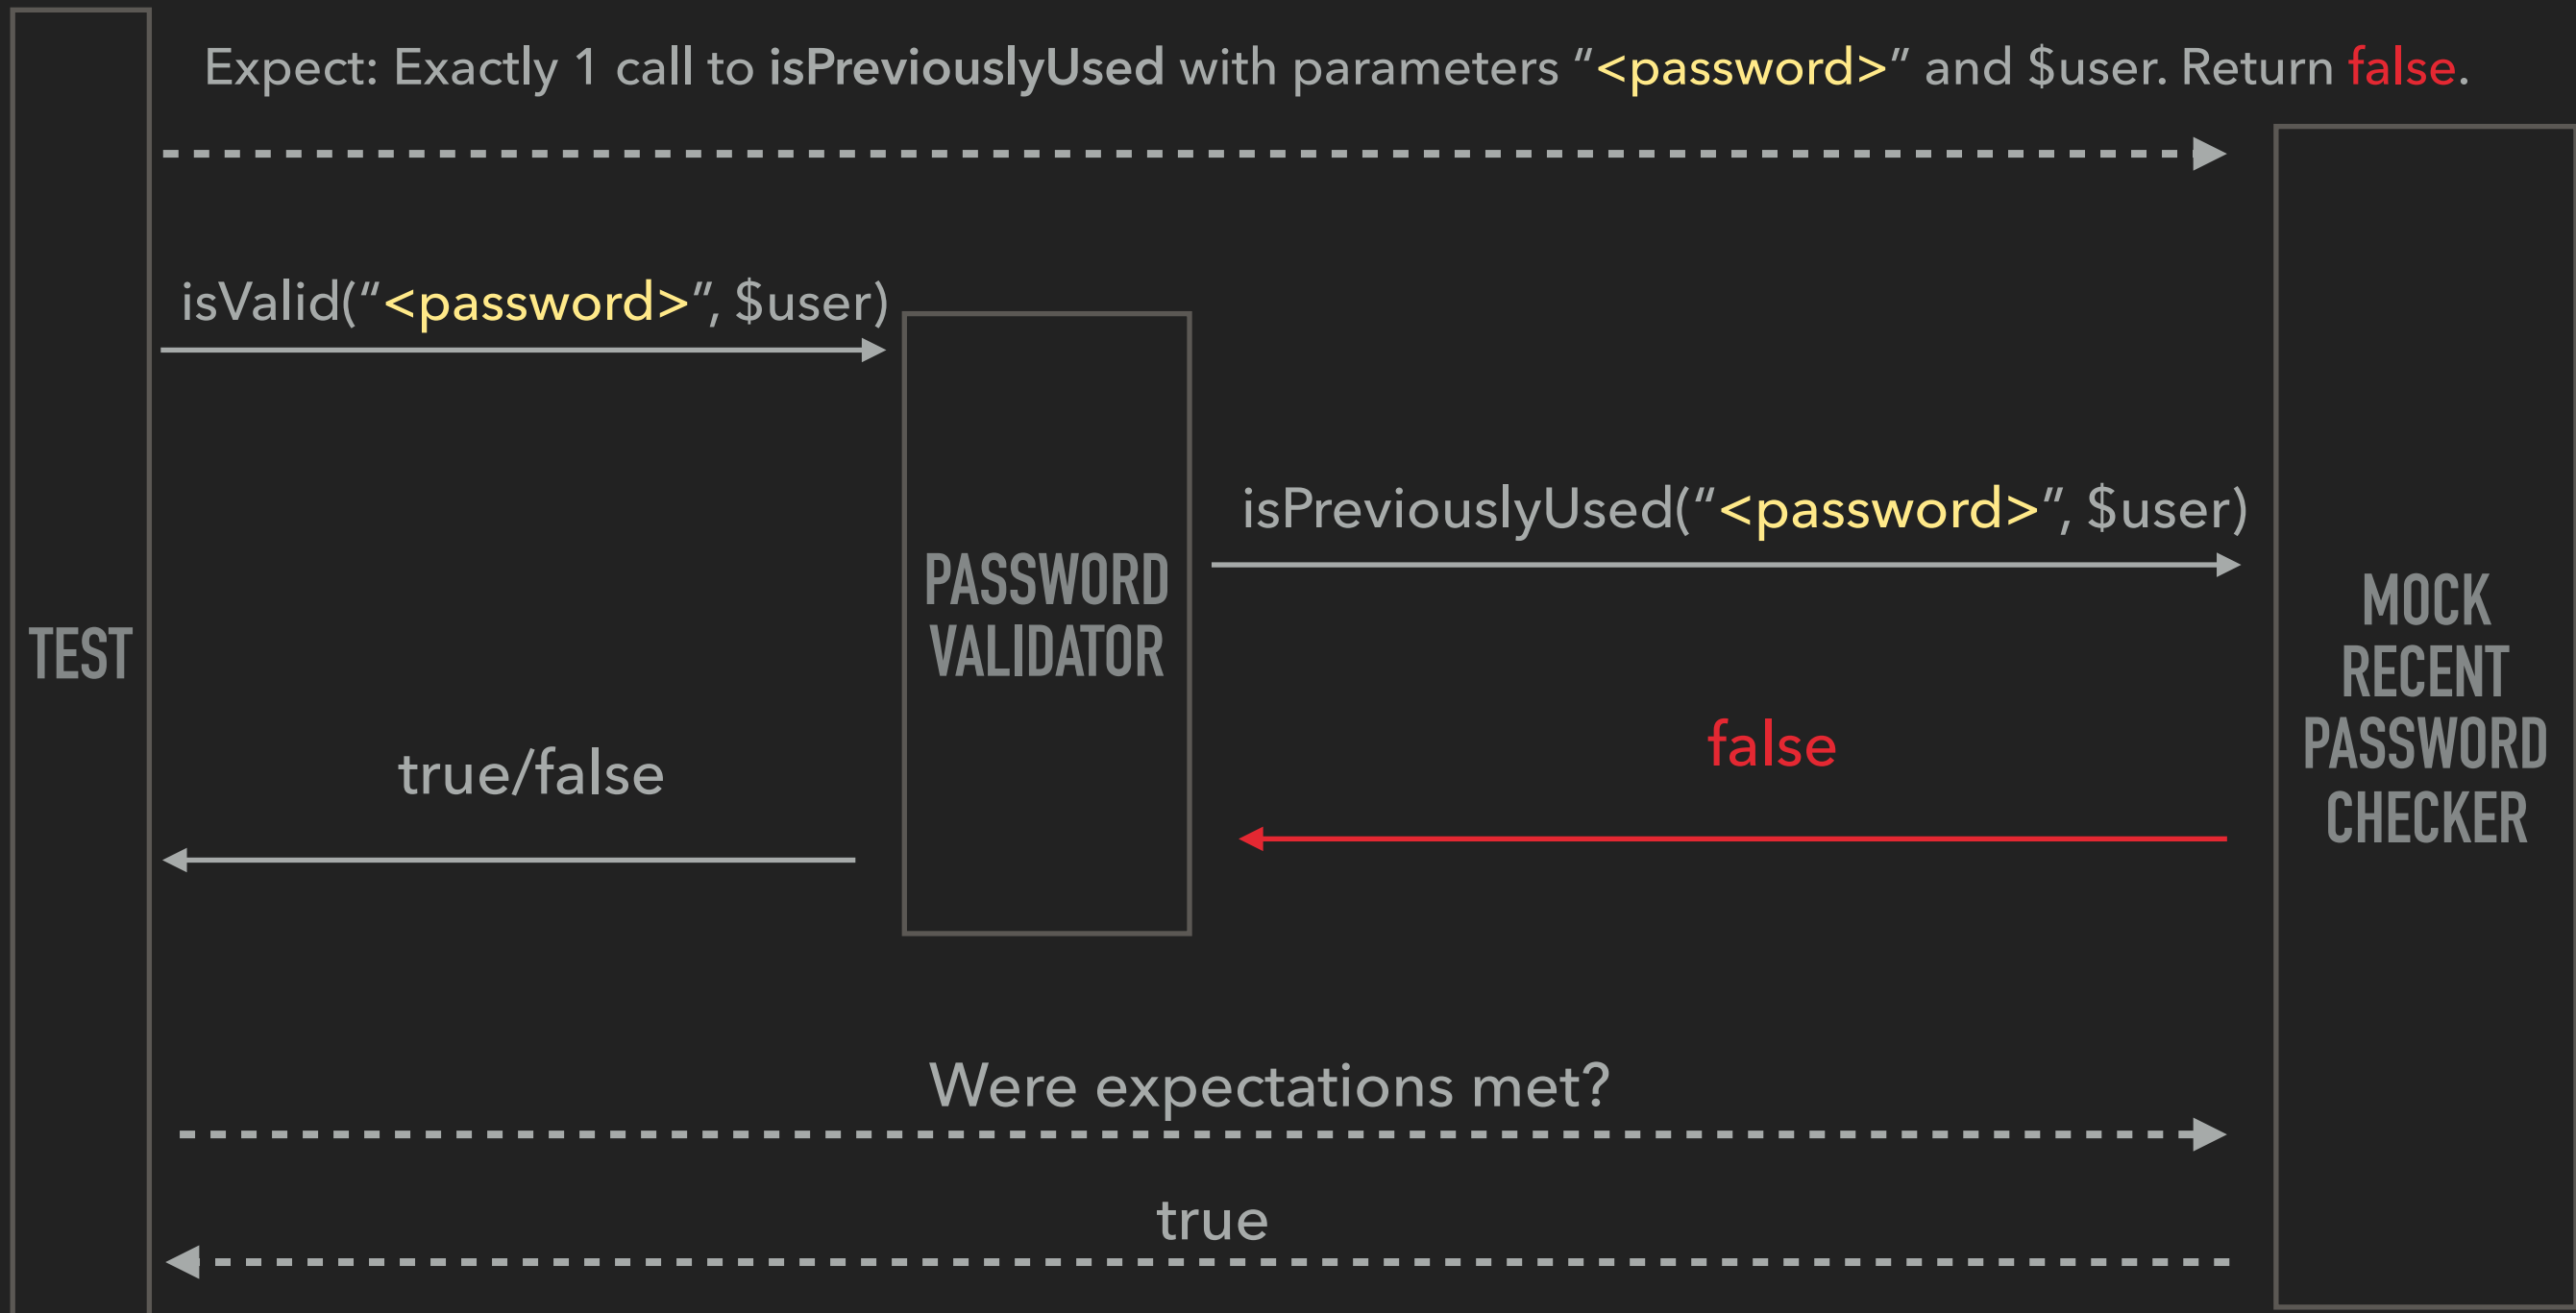 Expect: Exactly 1 call to isPreviouslyUsed with parameters “<password>” and $user. Return false.
isValid(“<password>”, $user)
isPreviouslyUsed(“<password>”, $user)
TEST
PASSWORD
VALIDATOR
MOCK
RECENT
PASSWORD
CHECKER
false
true/false
Were expectations met?
true